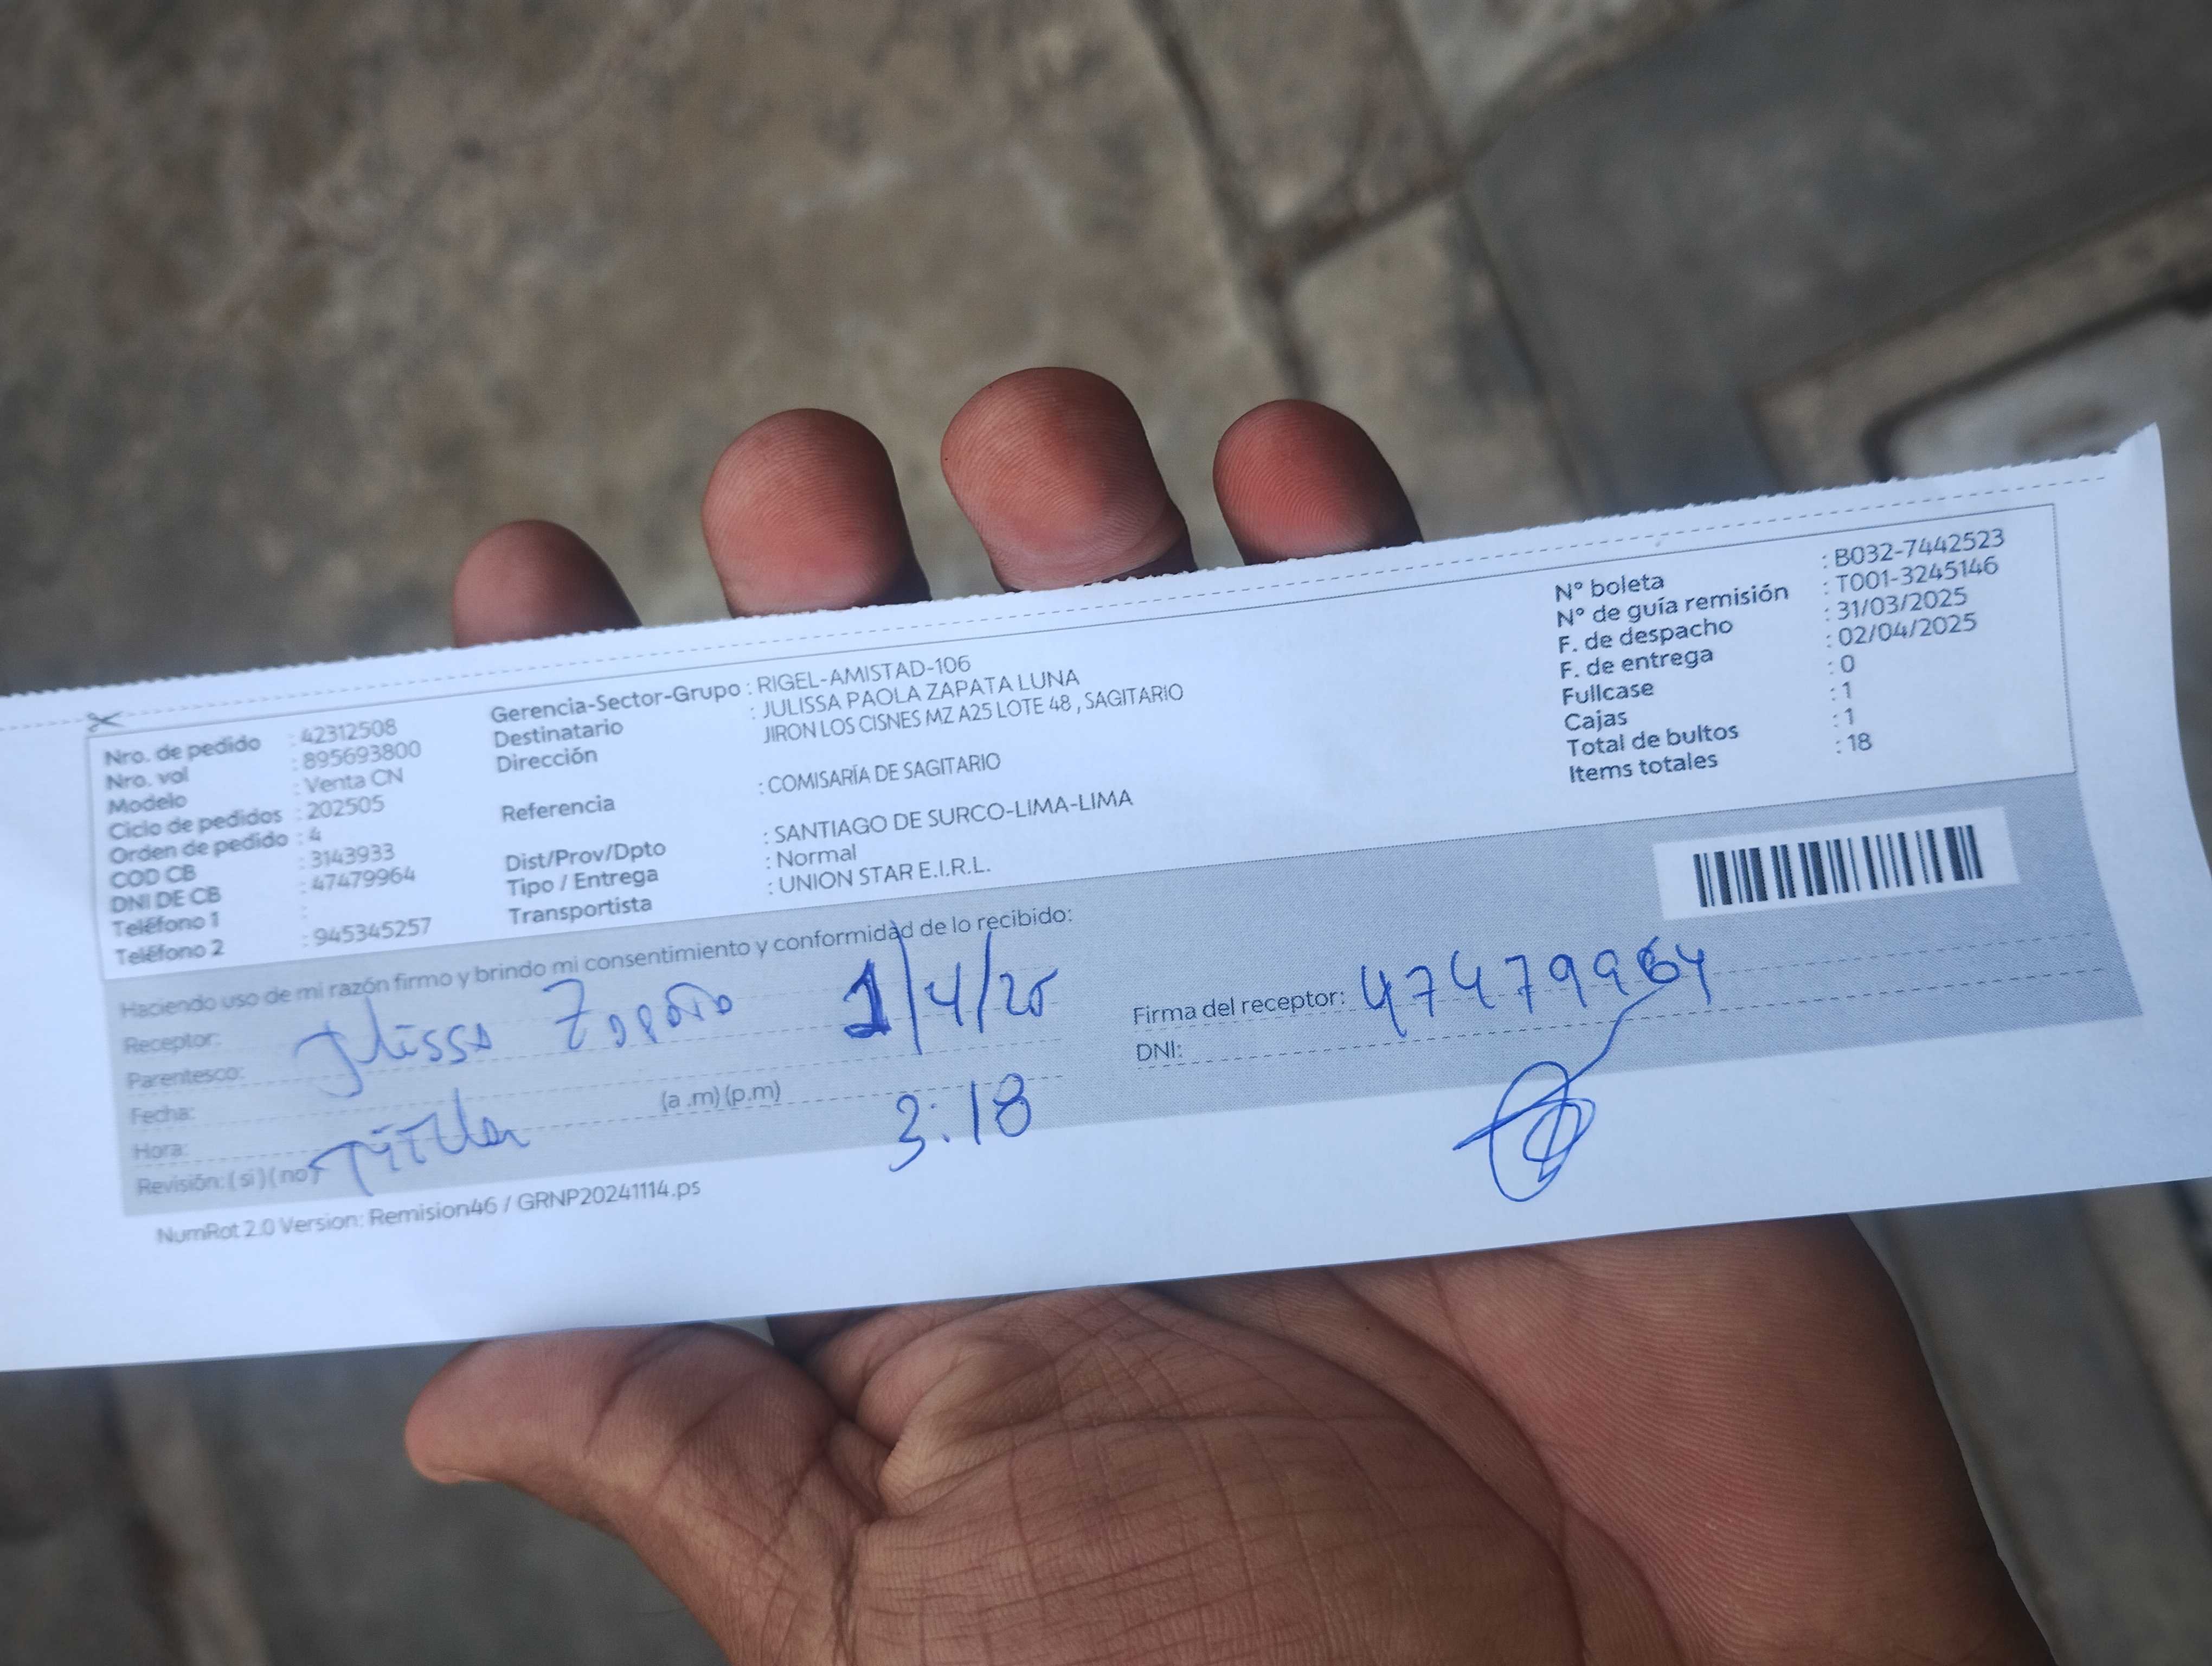 Nro. de pedido : 42312508
Nro. vol : 895693800
Modelo : Venta CN
Ciclo de pedidos : 202505
Orden de pedido : 4
COD CB : 3143933
DNI DE CB : 47479964
Teléfono 1 :
Teléfono 2 : 945345257
Gerencia-Sector-Grupo : RIGEL-AMISTAD-106
Destinatario : JULISSA PAOLA ZAPATA LUNA
Dirección JIRON LOS CISNES MZ A25 LOTE 48 , SAGITARIO
Referencia : COMISARÍA DE SAGITARIO
Dist/Prov/Dpto : SANTIAGO DE SURCO-LIMA-LIMA
Tipo / Entrega : Normal
Transportista : UNION STAR E.I.R.L.
N° boleta : B032-7442523
N° de guía remisión : T001-3245146
F. de despacho : 31/03/2025
F. de entrega : 02/04/2025
Fullcase : 0
Cajas : 1
Total de bultos : 1
Items totales : 18
Haciendo uso de mi razón firmo y brindo mi consentimiento y conformidad de lo recibido:
Receptor: Julissa Zapata 1/4/25
Parentesco:
Fecha:
Hora: (a .m) (p.m) 3:18
Revisión: ( si ) ( no )
Firma del receptor: 47479964
DNI:
NumRot 2.0 Version: Remision46 / GRNP20241114.ps